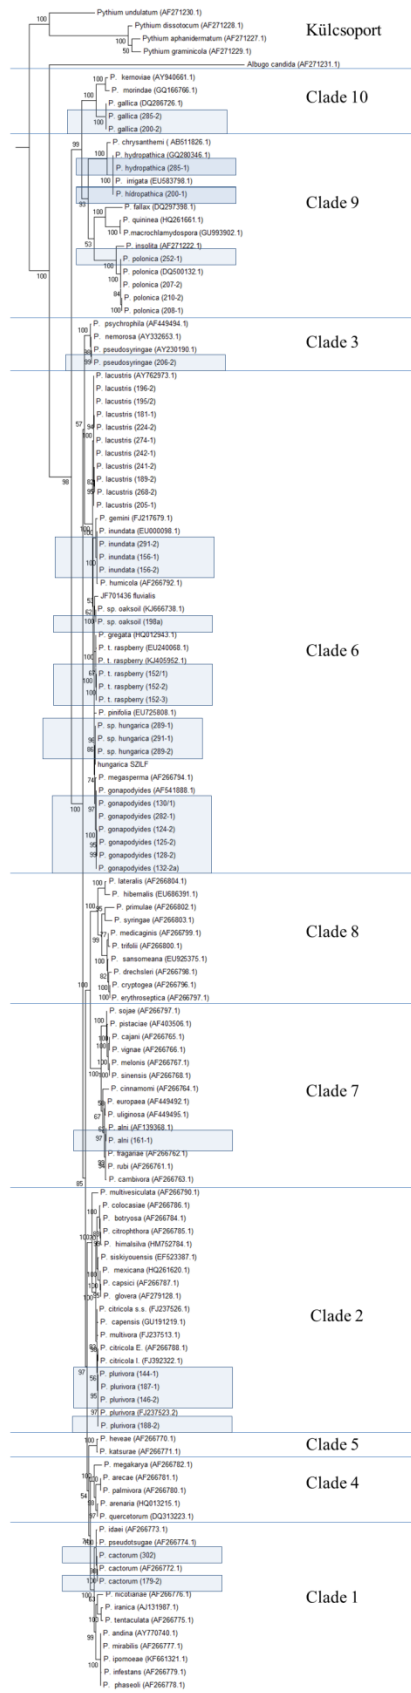 Pythium undulatum (AF271230.1)
Pythium dissotocum (AF271228.1)
Pythium aphanidermatum (AF271227.1)
Pythium graminicola (AF271229.1)
Külcsoport
Albugo candida (AF271231.1)
P. kemoviae (AY940661.1)
P. morindae (GQ166766.1)
P. gallica (DQ286726.1)
P. gallica (285-2)
P. gallica (200-2)
Clade 10
P. chrysanthemi ( AB511826.1)
P. hydropathica (GQ280346.1)
P. hydropathica (285-1)
P. irrigata (EU583798.1)
P. hidropathica (200-1)
P. fallax (DQ297398.1)
P. quininea (HQ261661.1)
P.macrochlamydospora (GU993902.1)
P. insolita (AF271222.1)
P. polonica (252-1)
P. polonica (DQ500132.1)
P. polonica (207-2)
P. polonica (210-2)
P. polonica (208-1)
Clade 9
P. psychrophila (AF449494.1)
P. nemorosa (AY332653.1)
P. pseudosyringae (AY230190.1)
P. pseudosyringae (206-2)
Clade 3
P. lacustris (AY762973.1)
P. lacustris (196-2)
P. lacustris (195/2)
P. lacustris (181-1)
P. lacustris (224-2)
P. lacustris (274-1)
P. lacustris (242-1)
P. lacustris (241-2)
P. lacustris (189-2)
P. lacustris (268-2)
P. lacustris (205-1)
P. gemini (FJ217679.1)
P. inundata (EU000098.1)
P. inundata (291-2)
P. inundata (156-1)
P. inundata (156-2)
P. humicola (AF266792.1)
JF701436 fluvialis
P. sp. oaksoil (KJ666738.1)
P. sp. oaksoil (198a)
P. gregata (HQ012943.1)
P. t. raspberry (EU240068.1)
P. t. raspberry (KJ405952.1)
P. t. raspberry (152/1)
P. t. raspberry (152-2)
P. t. raspberry (152-3)
P. pinifolia (EU725808.1)
P. sp. hungarica (289-1)
P. sp. hungarica (291-1)
P. sp. hungarica (289-2)
hungarica SZILF
P. megasperma (AF266794.1)
P. gonapodyides (AF541888.1)
P. gonapodyides (130/1)
P. gonapodyides (282-1)
P. gonapodyides (124-2)
P. gonapodyides (125-2)
P. gonapodyides (128-2)
P. gonapodyides (132-2a)
Clade 6
P. lateralis (AF266804.1)
P. hibernalis (EU686391.1)
P. primulae (AF266802.1)
P. syringae (AF266803.1)
P. medicaginis (AF266799.1)
P. trifolii (AF266800.1)
P. sansomeana (EU925375.1)
P. drechsleri (AF266798.1)
P. cryptogea (AF266796.1)
P. erythroseptica (AF266797.1)
Clade 8
P. sojae (AF266797.1)
P. pistaciae (AF403506.1)
P. cajani (AF266765.1)
P. vignae (AF266766.1)
P. melonis (AF266767.1)
P. sinensis (AF266768.1)
P. cinnamomi (AF266764.1)
P. europaea (AF449492.1)
P. uliginosa (AF449495.1)
P. alni (AF139368.1)
P. alni (161-1)
P. fragariae (AF266762.1)
P. rubi (AF266761.1)
P. cambivora (AF266763.1)
Clade 7
P. multivesiculata (AF266790.1)
P. colocasiae (AF266786.1)
P. botryosa (AF266784.1)
P. citrophthora (AF266785.1)
P. himalsilva (HM752784.1)
P. siskiyouensis (EF523387.1)
P. mexicana (HQ261620.1)
P. capsici (AF266787.1)
P. glovera (AF279128.1)
P. citricola s.s. (FJ237526.1)
P. capensis (GU191219.1)
P. multivora (FJ237513.1)
P. citricola E. (AF266788.1)
P. citricola I. (FJ392322.1)
P. plurivora (144-1)
P. plurivora (187-1)
P. plurivora (146-2)
P. plurivora (FJ237523.2)
P. plurivora (188-2)
Clade 2
P. heveae (AF266770.1)
P. katsurae (AF266771.1)
Clade 5
P. megakarya (AF266782.1)
P. arecae (AF266781.1)
P. palmivora (AF266780.1)
P. arenaria (HQ013215.1)
P. quercetorum (DQ313223.1)
Clade 4
P. idaei (AF266773.1)
P. pseudotsugae (AF266774.1)
P. cactorum (302)
P. cactorum (AF266772.1)
P. cactorum (179-2)
P. nicotianae (AF266776.1)
P. iranica (AJ131987.1)
P. tentaculata (AF266775.1)
P. andina (AY770740.1)
P. mirabilis (AF266777.1)
P. ipomoeae (KF661321.1)
P. infestans (AF266779.1)
P. phaseoli (AF266778.1)
Clade 1